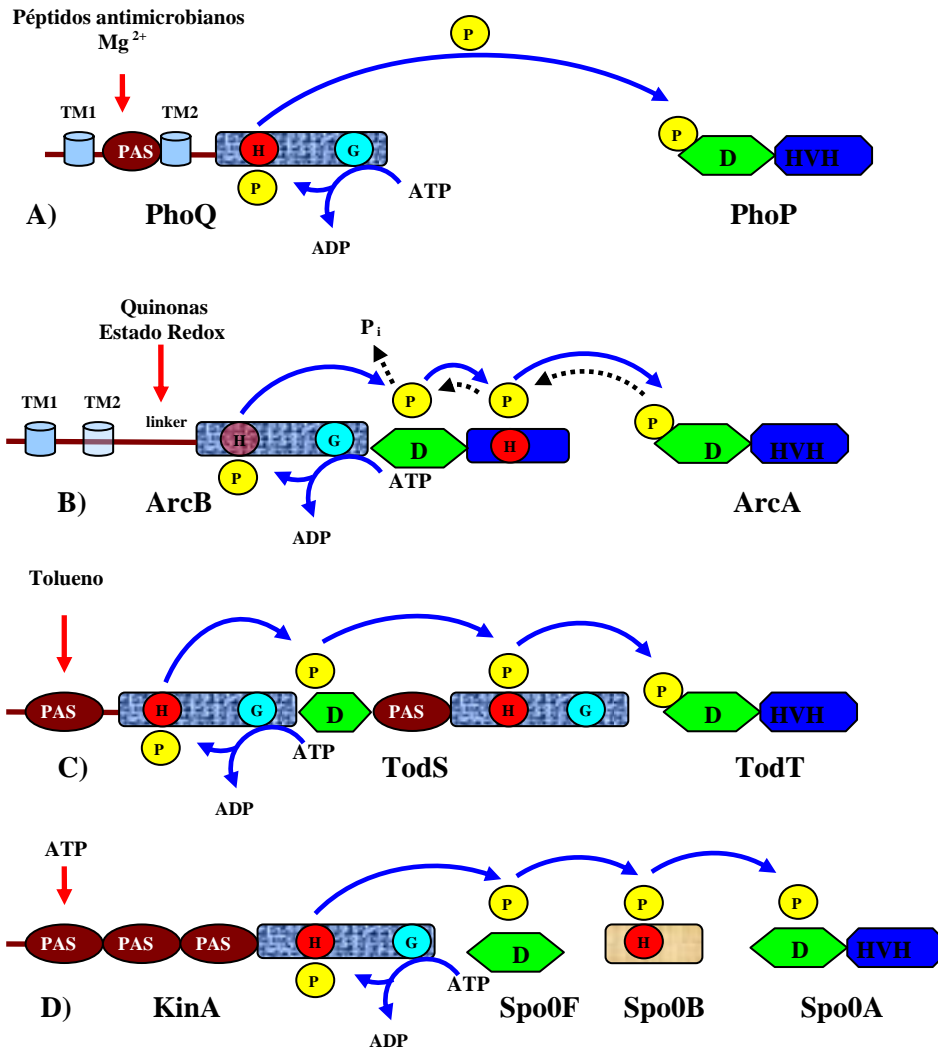 Péptidos antimicrobianos
Mg 2+
P
TM1 TM2
P
PAS H G D HVH
P ATP
A) PhoQ PhoP
ADP
Quinonas
Estado Redox
P i
P P
TM1 TM2 linker P
H G D H D HVH
P ATP
B) ArcB ArcA
ADP
Tolueno
P P
P
PAS H G D PAS H G D HVH
P ATP
C) TodS TodT
ADP
ATP
P P P
PAS PAS PAS H G D H D HVH
P ATP
D) KinA Spo0F Spo0B Spo0A
ADP